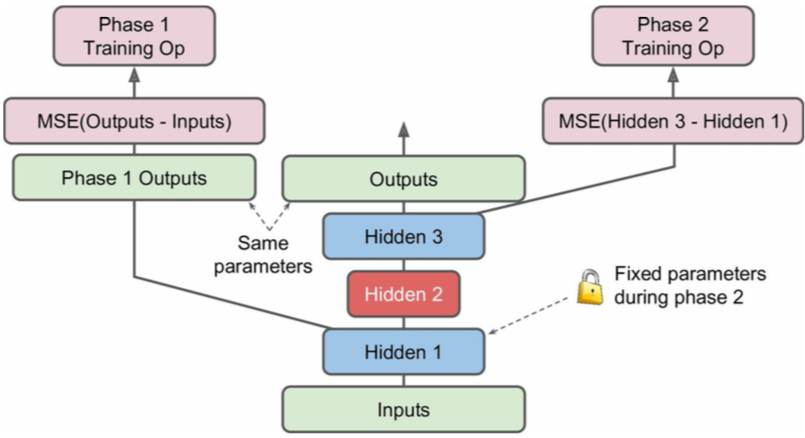 Phase 1
Training Op
Phase 2
Training Op
MSE(Outputs - Inputs)
MSE(Hidden 3 - Hidden 1)
Phase 1 Outputs
Outputs
Same
parameters
Hidden 3
Hidden 2
Fixed parameters
during phase 2
Hidden 1
Inputs